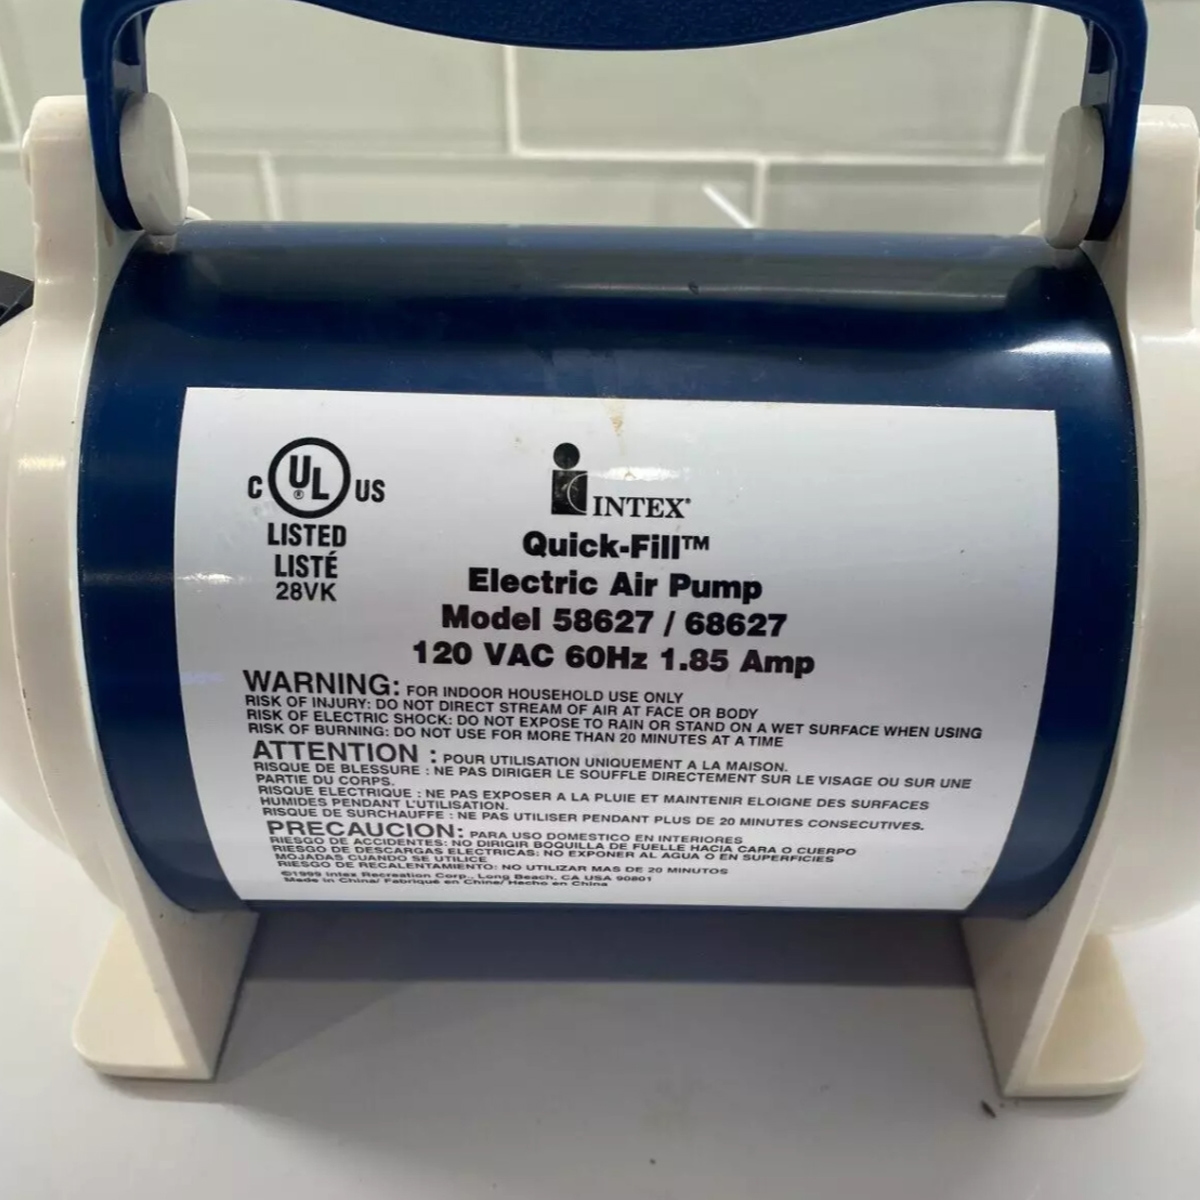 C UL® US
LISTED
LISTÉ
28VK
INTEX®
Quick-Fill™
Electric Air Pump
Model 58627 / 68627
120 VAC 60Hz 1.85 Amp
WARNING: FOR INDOOR HOUSEHOLD USE ONLY
RISK OF INJURY: DO NOT DIRECT STREAM OF AIR AT FACE OR BODY
RISK OF ELECTRIC SHOCK: DO NOT EXPOSE TO RAIN OR STAND ON A WET SURFACE WHEN USING
RISK OF BURNING: DO NOT USE FOR MORE THAN 20 MINUTES AT A TIME
ATTENTION : POUR UTILISATION UNIQUEMENT A LA MAISON.
RISQUE DE BLESSURE : NE PAS DIRIGER LE SOUFFLE DIRECTEMENT SUR LE VISAGE OU SUR UNE
PARTIE DU CORPS.
RISQUE ELECTRIQUE : NE PAS EXPOSER A LA PLUIE ET MAINTENIR ELOIGNE DES SURFACES
HUMIDES PENDANT L'UTILISATION.
RISQUE DE SURCHAUFFE : NE PAS UTILISER PENDANT PLUS DE 20 MINUTES CONSECUTIVES.
PRECAUCION: PARA USO DOMESTICO EN INTERIORES
RIESGO DE ACCIDENTES: NO DIRIGIR BOQUILLA DE FUELLE HACIA CARA O CUERPO
RIESGO DE DESCARGAS ELECTRICAS: NO EXPONER AL AGUA O EN SUPERFICIES
MOJADAS CUANDO SE UTILICE
RIESGO DE RECALENTAMIENTO: NO UTILIZAR MAS DE 20 MINUTOS
©1999 Intex Recreation Corp., Long Beach, CA USA 90801
Made in China/ Fabriqué en Chine/ Hecho en China